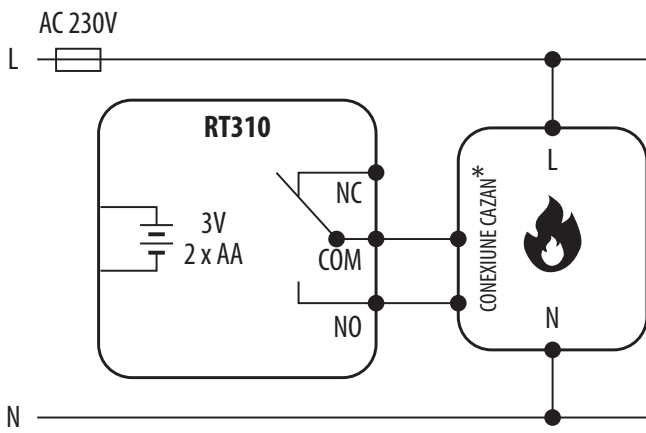 AC 230V
L
RT310
NC
3V
2 x AA
COM
NO
CONEXIUNE CAZAN*
L
N
N